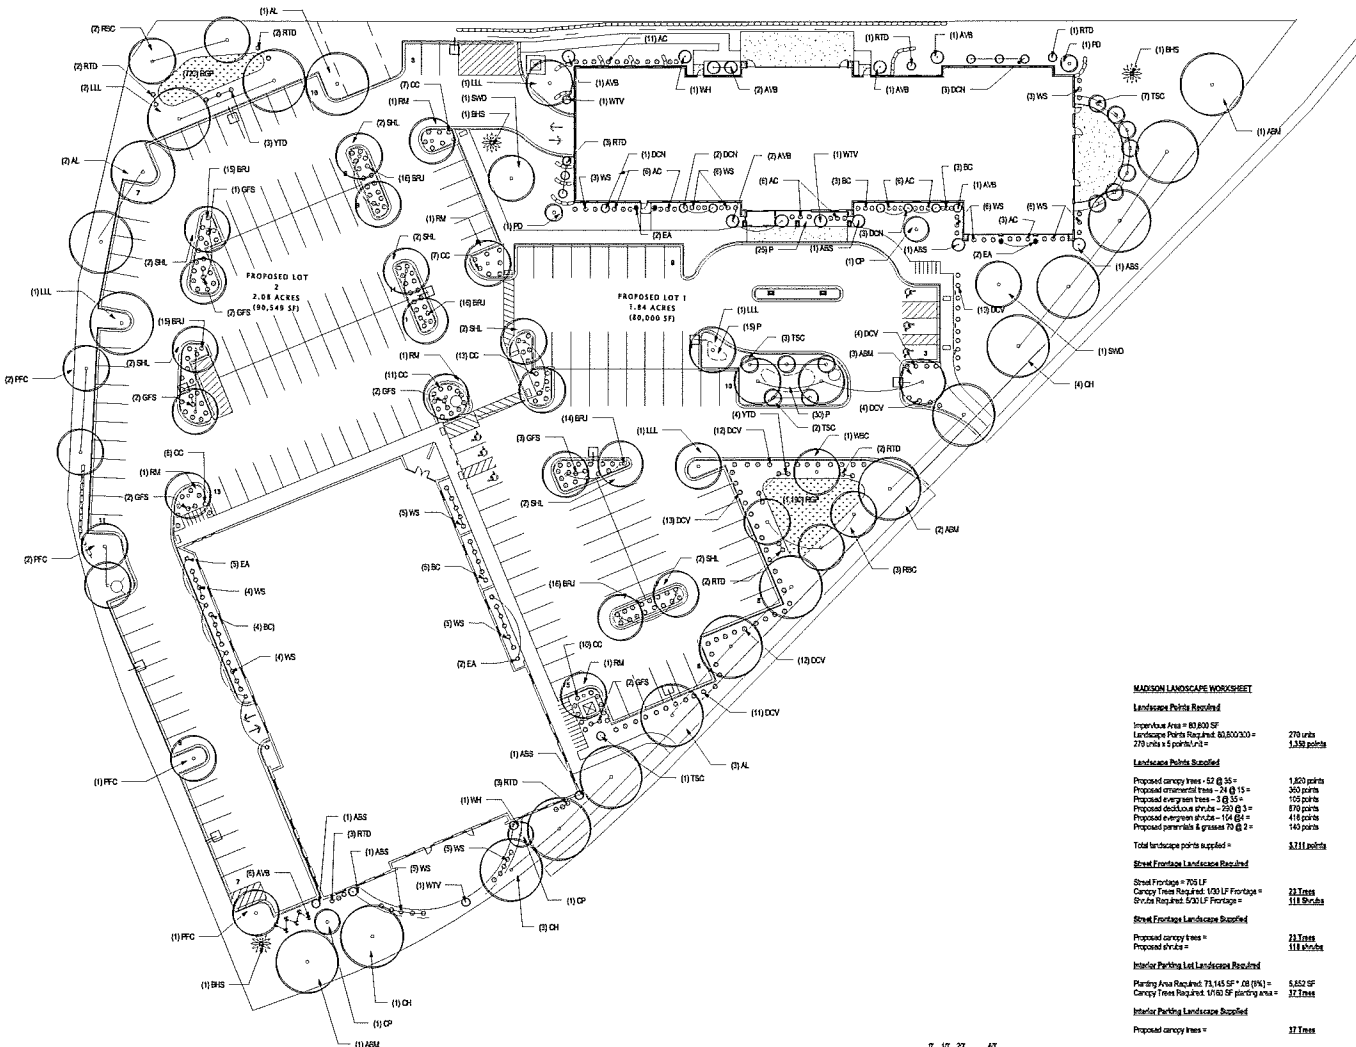 (1) AL
(2) RSC
(2) RTD
(11) AC
(1) RTD
(1) AVB
(1) RTD
(1) PD
(1) BHS
(720) RGP
(2) RTD
(2) LLL
(7) CC
(1) LLL
(1) AVB
(1) WH
(2) AVB
(1) AVB
(3) DCN
(3) WS
(7) TSC
(1) RM
(1) SWD
(1) WTV
(1) BHS
(1) ABM
(2) SHL
(3) YTD
(3) RTD
(1) DCN
(2) DCN
(2) AVB
(1) WTV
(2) AL
(15) BRJ
(16) BRJ
(3) WS
(6) AC
(6) WS
(6) AC
(3) BC
(6) AC
(3) BC
(1) AVB
(1) GFS
(1) RM
(1) PD
(2) EA
(25) P
(1) ABS
(3) DCN
(6) WS
(3) AC
(6) WS
(2) SHL
(7) CC
(1) CP
(1) ABS
(2) EA
(1) ABS
(2) SHL
PROPOSED LOT
2
2.08 ACRES
(90,549 SF)
(2) GFS
(1) LLL
(16) BRJ
PROPOSED LOT 1
1.84 ACRES
(80,000 SF)
(1) LLL
(15) P
(13) DCV
(15) BRJ
(2) SHL
(3) TSC
(4) DCV
(3) ABM
(1) SWD
(2) SHL
(1) RM
(13) CC
(2) PFC
(11) CC
(2) GFS
(4) CH
(2) GFS
(4) YTD
(30) P
(4) DCV
(14) BRJ
(12) DCV
(2) TSC
(1) WBC
(3) GFS
(1) LLL
(2) RTD
(6) CC
(1) RM
(2) GFS
(2) SHL
(1,190) RGP
(5) WS
(13) DCV
(2) ABM
(2) PFC
(5) EA
(5) BC
(2) SHL
(3) RSC
(4) WS
(16) BRJ
(2) RTD
(4) BC)
(5) WS
(4) WS
(10) CC
(12) DCV
(2) EA
(1) RM
(2) GFS
(11) DCV
(1) ABS
(3) AL
(1) PFC
(3) RTD
(1) TSC
(1) WH
(1) ABS
(3) RTD
(1) ABS
(5) WS
(6) AVB
(5) WS
(1) WTV
(1) CP
(1) PFC
(3) CH
(1) BHS
(1) CH
(1) CP
(1) ABM
MADISON LANDSCAPE WORKSHEET
Landscape Points Required
Impervious Area = 80,800 SF
Landscape Points Required: 80,800/300 = 270 units
270 units x 5 points/unit = 1,350 points
Landscape Points Supplied
Proposed canopy trees - 52 @ 35 = 1,820 points
Proposed ornamental trees – 24 @ 15 = 360 points
Proposed evergreen trees – 3 @ 35 = 105 points
Proposed deciduous shrubs – 290 @ 3 = 870 points
Proposed evergreen shrubs – 104 @4 = 416 points
Proposed perennials & grasses 70 @ 2 = 140 points
Total landscape points supplied = 3,711 points
Street Frontage Landscape Required
Street Frontage = 705 LF
Canopy Trees Required: 1/30 LF Frontage = 23 Trees
Shrubs Required: 5/30 LF Frontage = 118 Shrubs
Street Frontage Landscape Supplied
Proposed canopy trees = 23 Trees
Proposed shrubs = 118 shrubs
Interior Parking Lot Landscape Required
Planting Area Required: 73,145 SF * .08 (8%) = 5,852 SF
Canopy Trees Required: 1/160 SF planting area = 37 Trees
Interior Parking Landscape Supplied
Proposed canopy trees = 37 Trees